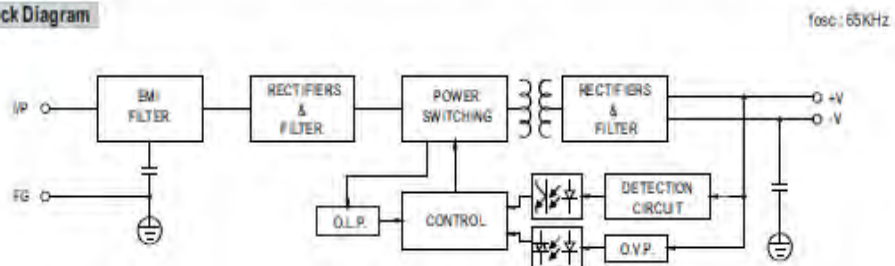 ck Diagram
fosc : 65KHz
I/P
EMI
FILTER
RECTIFIERS
&
FILTER
POWER
SWITCHING
RECTIFIERS
&
FILTER
+V
-V
FG
O.L.P.
CONTROL
DETECTION
CIRCUIT
O.V.P.